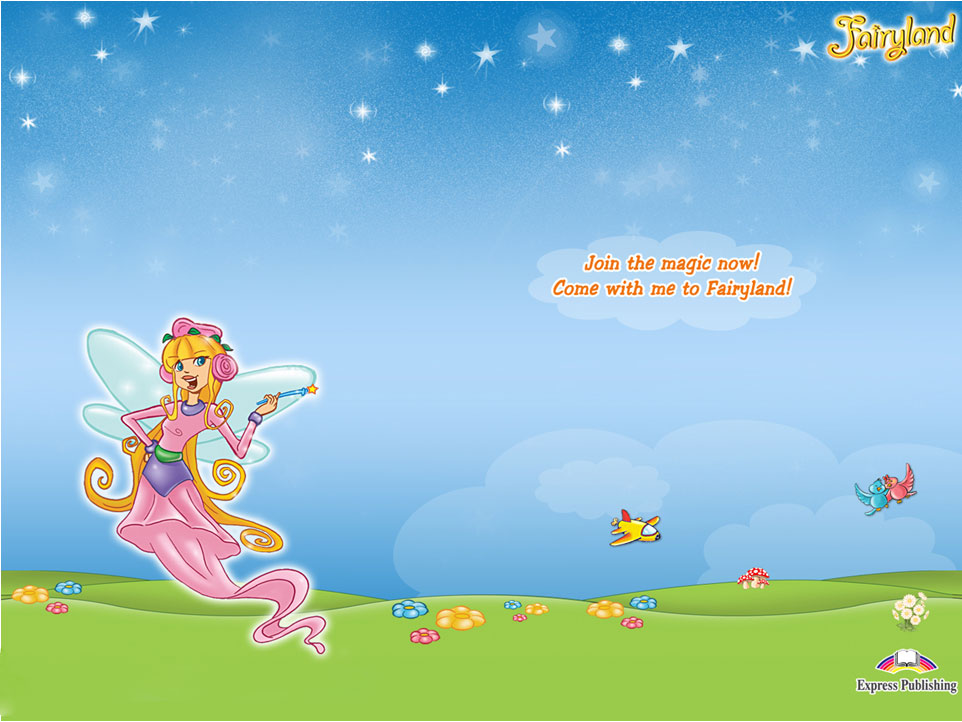 Fairyland
Join the magic now!
Come with me to Fairyland!
Express Publishing